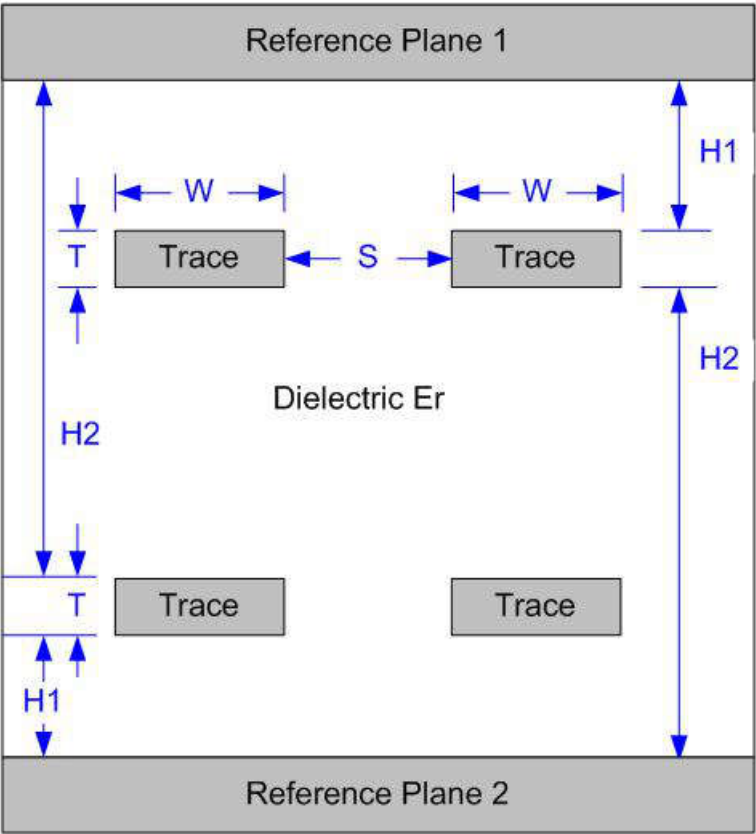 Reference Plane 1
H1
W W
T Trace S Trace
H2
Dielectric Er
H2
T Trace Trace
H1
Reference Plane 2